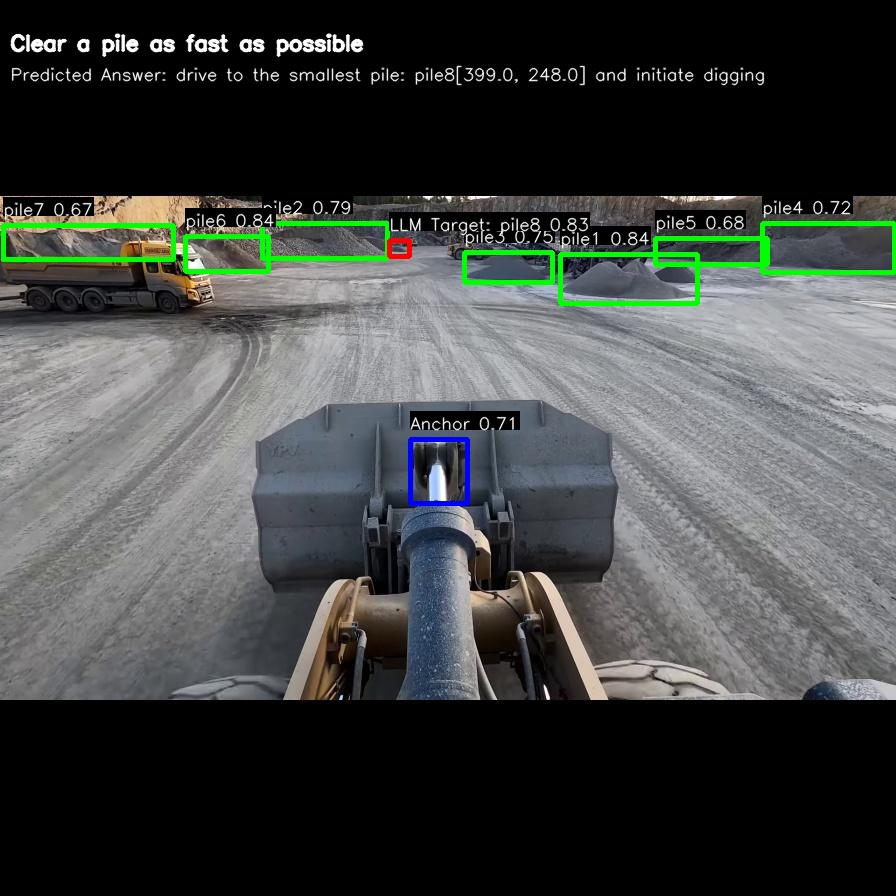 Clear a pile as fast as possible
Predicted Answer: drive to the smallest pile: pile8[399.0, 248.0] and initiate digging
pile7 0.67
pile6 0.84
pile2 0.79
LLM Target: pile8 0.83
pile3 0.75
pile1 0.84
pile5 0.68
pile4 0.72
Anchor 0.71